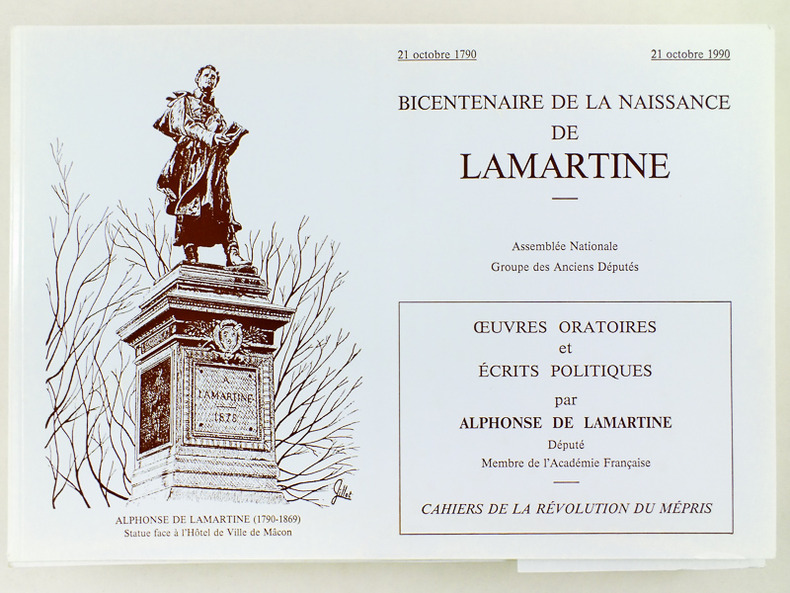 21 octobre 1790
21 octobre 1990
BICENTENAIRE DE LA NAISSANCE
DE
LAMARTINE
Assemblée Nationale
Groupe des Anciens Députés
ŒUVRES ORATOIRES
et
ÉCRITS POLITIQUES
par
ALPHONSE DE LAMARTINE
Député
Membre de l'Académie Française
CAHIERS DE LA RÉVOLUTION DU MÉPRIS
A
LAMARTINE
1878
Gillot
ALPHONSE DE LAMARTINE (1790-1869)
Statue face à l'Hôtel de Ville de Mâcon